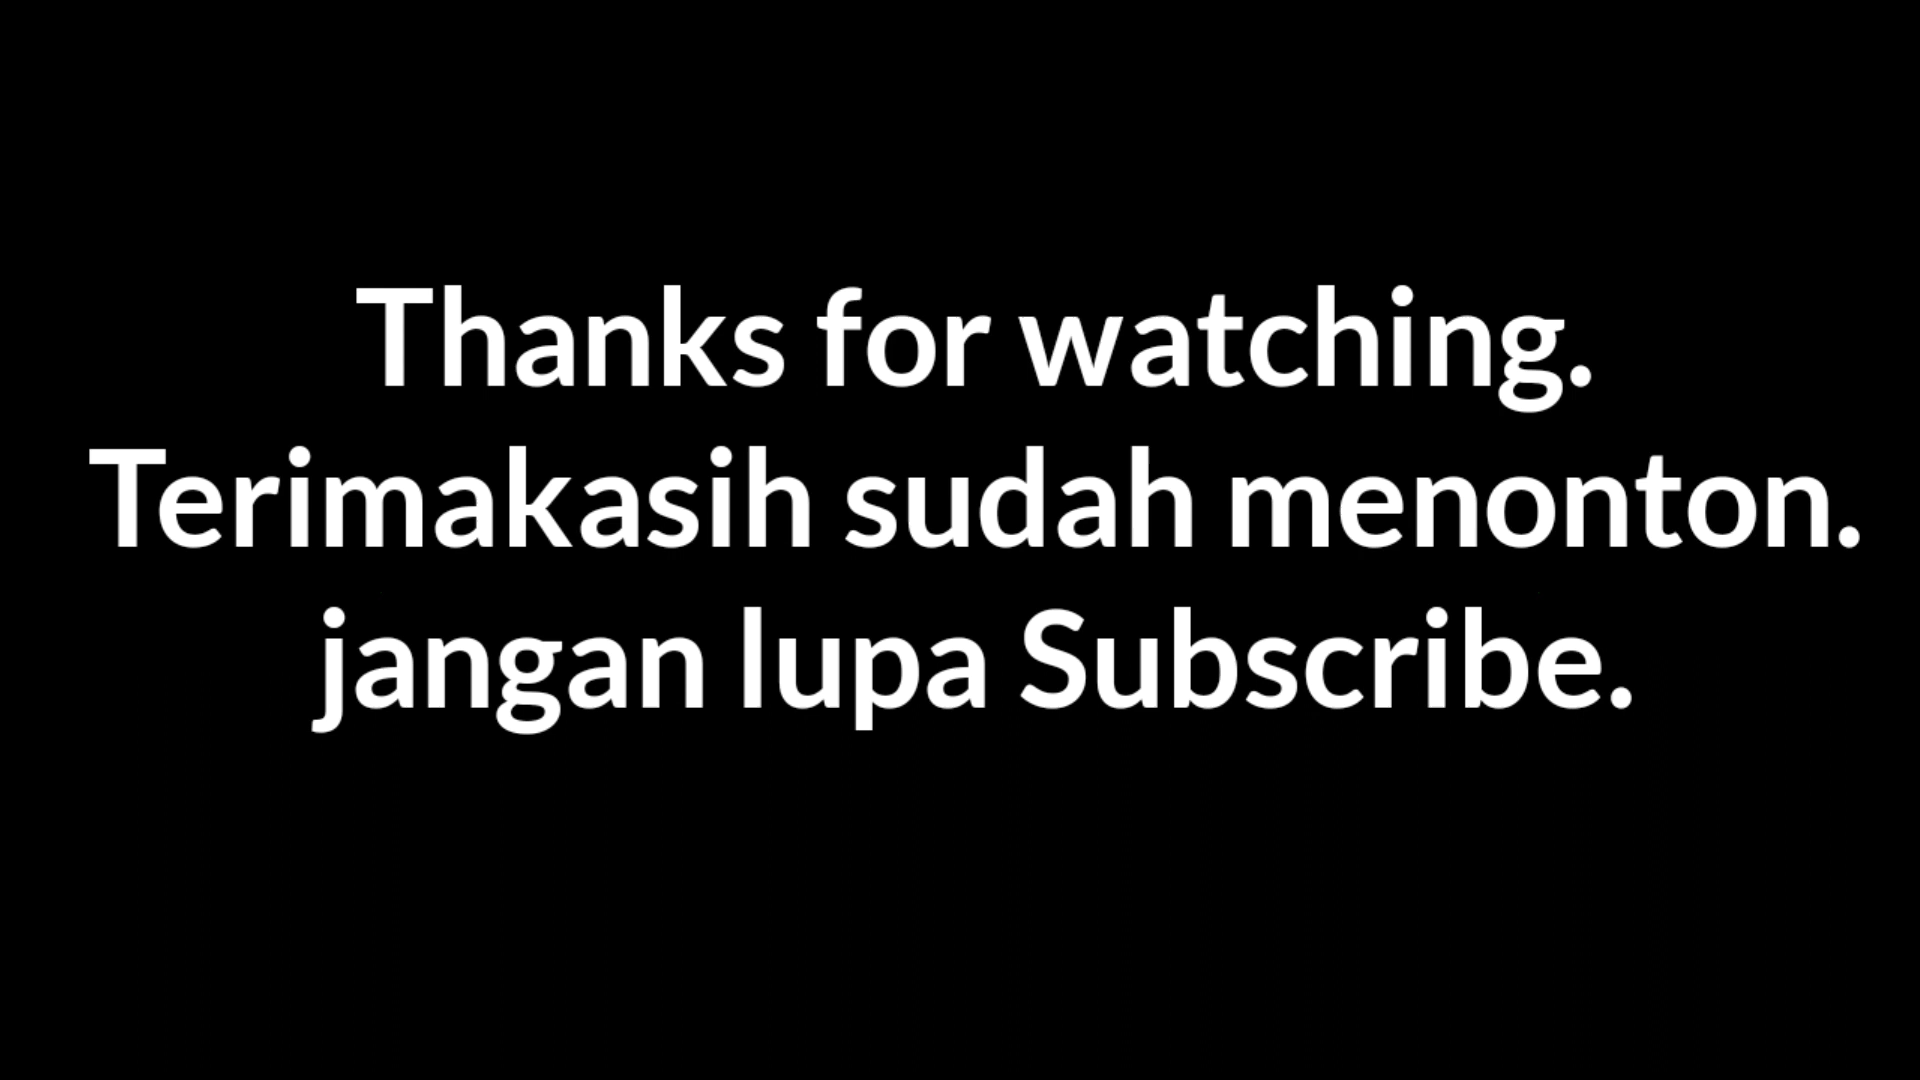 Thanks for watching.
Terimakasih sudah menonton.
jangan lupa Subscribe.